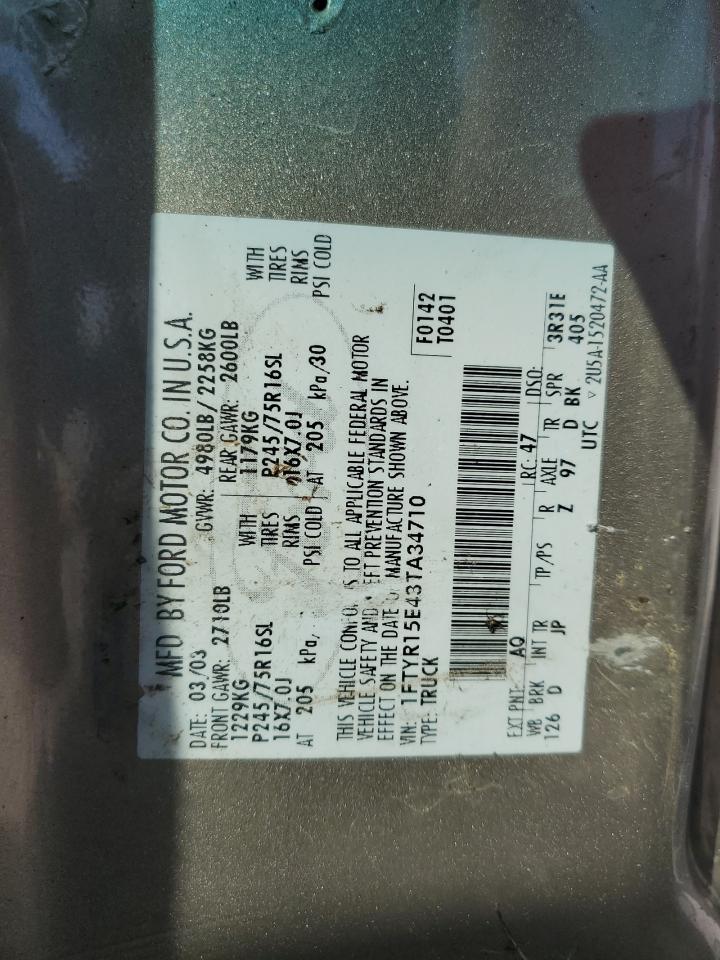 MFD BY FORD MOTOR CO. IN U.S.A.
DATE: 03/03 GVWR: 4980LB/ 2258KG
FRONT GAWR: 2710LB REAR GAWR: 2600LB
1229KG WITH 1179KG WITH
P245/75R16SL TIRES P245/75R16SL TIRES
16X7.0J RIMS 16X7.0J RIMS
AT 205 kPa/ PSI COLD AT 205 kPa/30 PSI COLD
THIS VEHICLE TO ALL APPLICABLE FEDERAL MOTOR
VEHICLE SAFETY AND PREVENTION STANDARDS IN
EFFECT ON THE DATE MANUFACTURE SHOWN ABOVE.
VIN: 1FTYR15E43TA34710
TYPE: TRUCK
F0142
T0401
EXT PNT: AQ RC: 47 DSO:
WB BRK INT TR TP/PS R AXLE TR SPR 3R31E
126 D JP Z 97 D BK 405
UTC
▽ 2U5A-1520472-AA